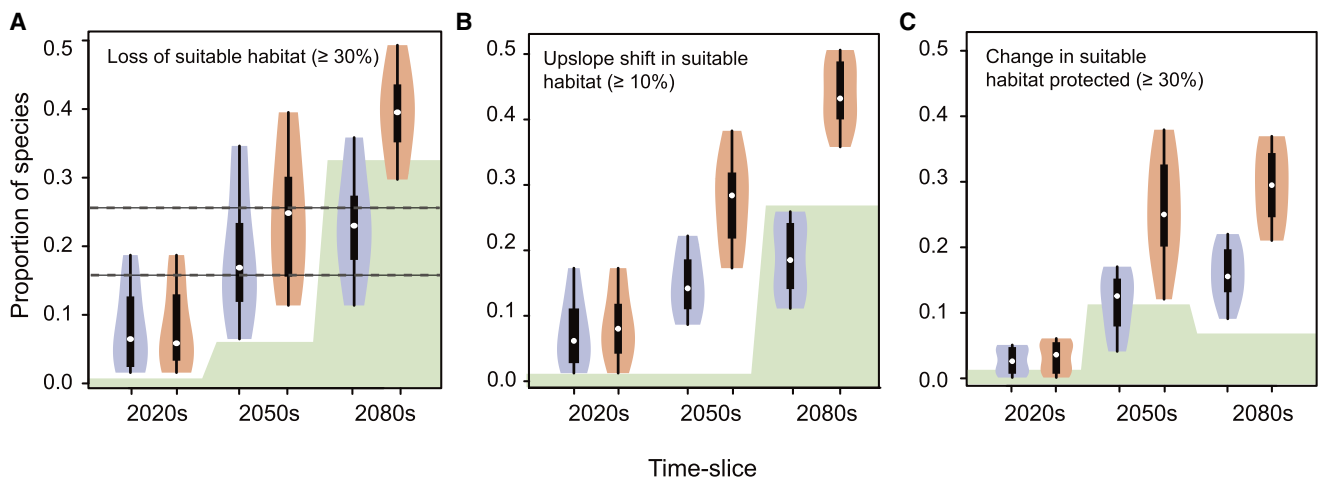 A
B
C
Loss of suitable habitat (≥ 30%)
Upslope shift in suitable
habitat (≥ 10%)
Change in suitable
habitat protected (≥ 30%)
Proportion of species
0.5
0.4
0.3
0.2
0.1
0.0
2020s
2050s
2080s
0.5
0.4
0.3
0.2
0.1
0.0
2020s
2050s
2080s
0.5
0.4
0.3
0.2
0.1
0.0
2020s
2050s
2080s
Time-slice